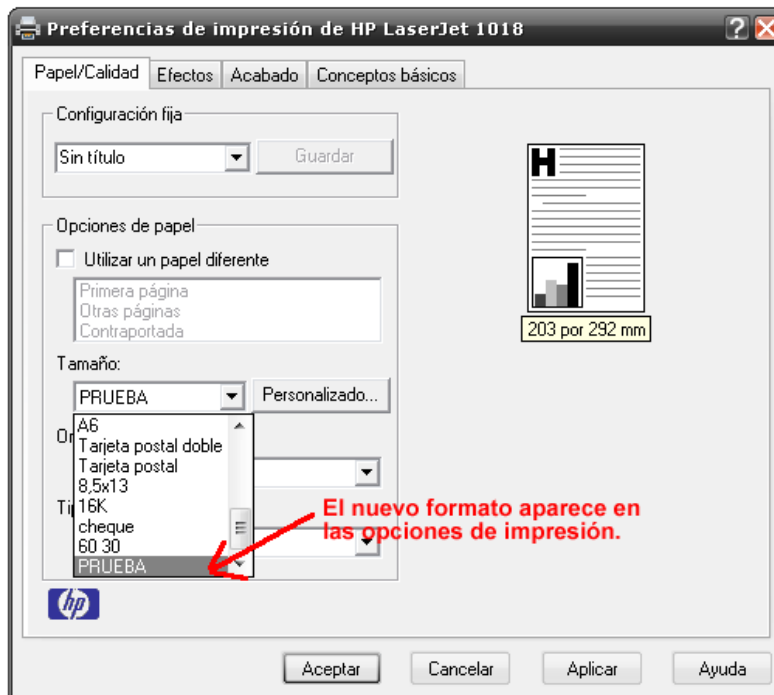 Preferencias de impresión de HP LaserJet 1018
Papel/Calidad Efectos Acabado Conceptos básicos
Configuración fija
Sin título Guardar
H
Opciones de papel
Utilizar un papel diferente
Primera página
Otras páginas
Contraportada
203 por 292 mm
Tamaño:
PRUEBA Personalizado...
A6
Tarjeta postal doble
Tarjeta postal
8,5x13
16K
cheque
60 30
PRUEBA
Or
Ti
El nuevo formato aparece en
las opciones de impresión.
hp
Aceptar Cancelar Aplicar Ayuda